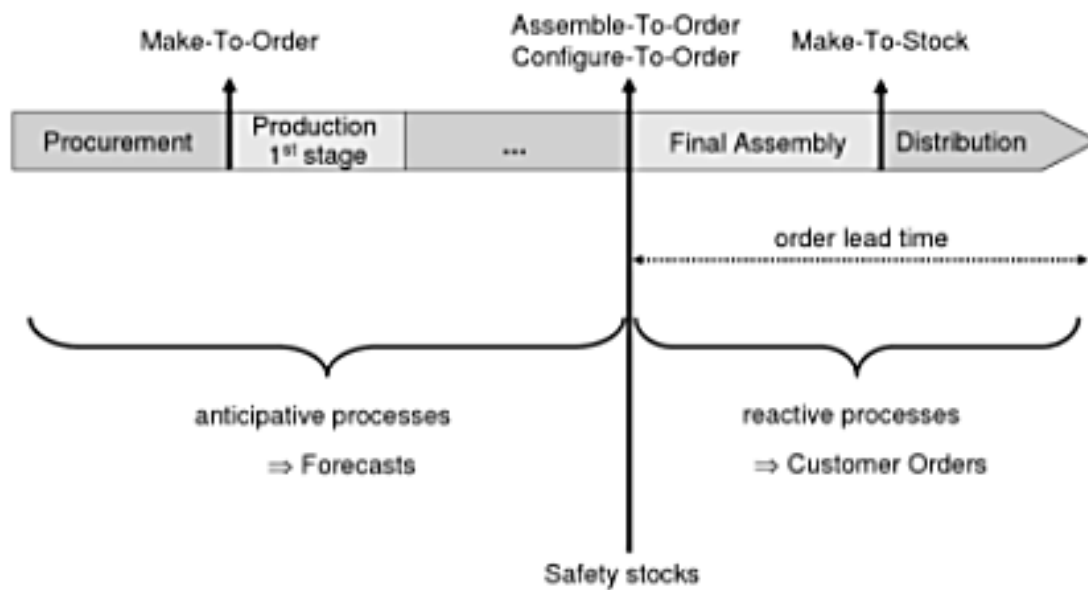 Make-To-Order
Assemble-To-Order
Configure-To-Order
Make-To-Stock
Procurement
Production
1st stage
...
Final Assembly
Distribution
order lead time
anticipative processes
⇒ Forecasts
reactive processes
⇒ Customer Orders
Safety stocks